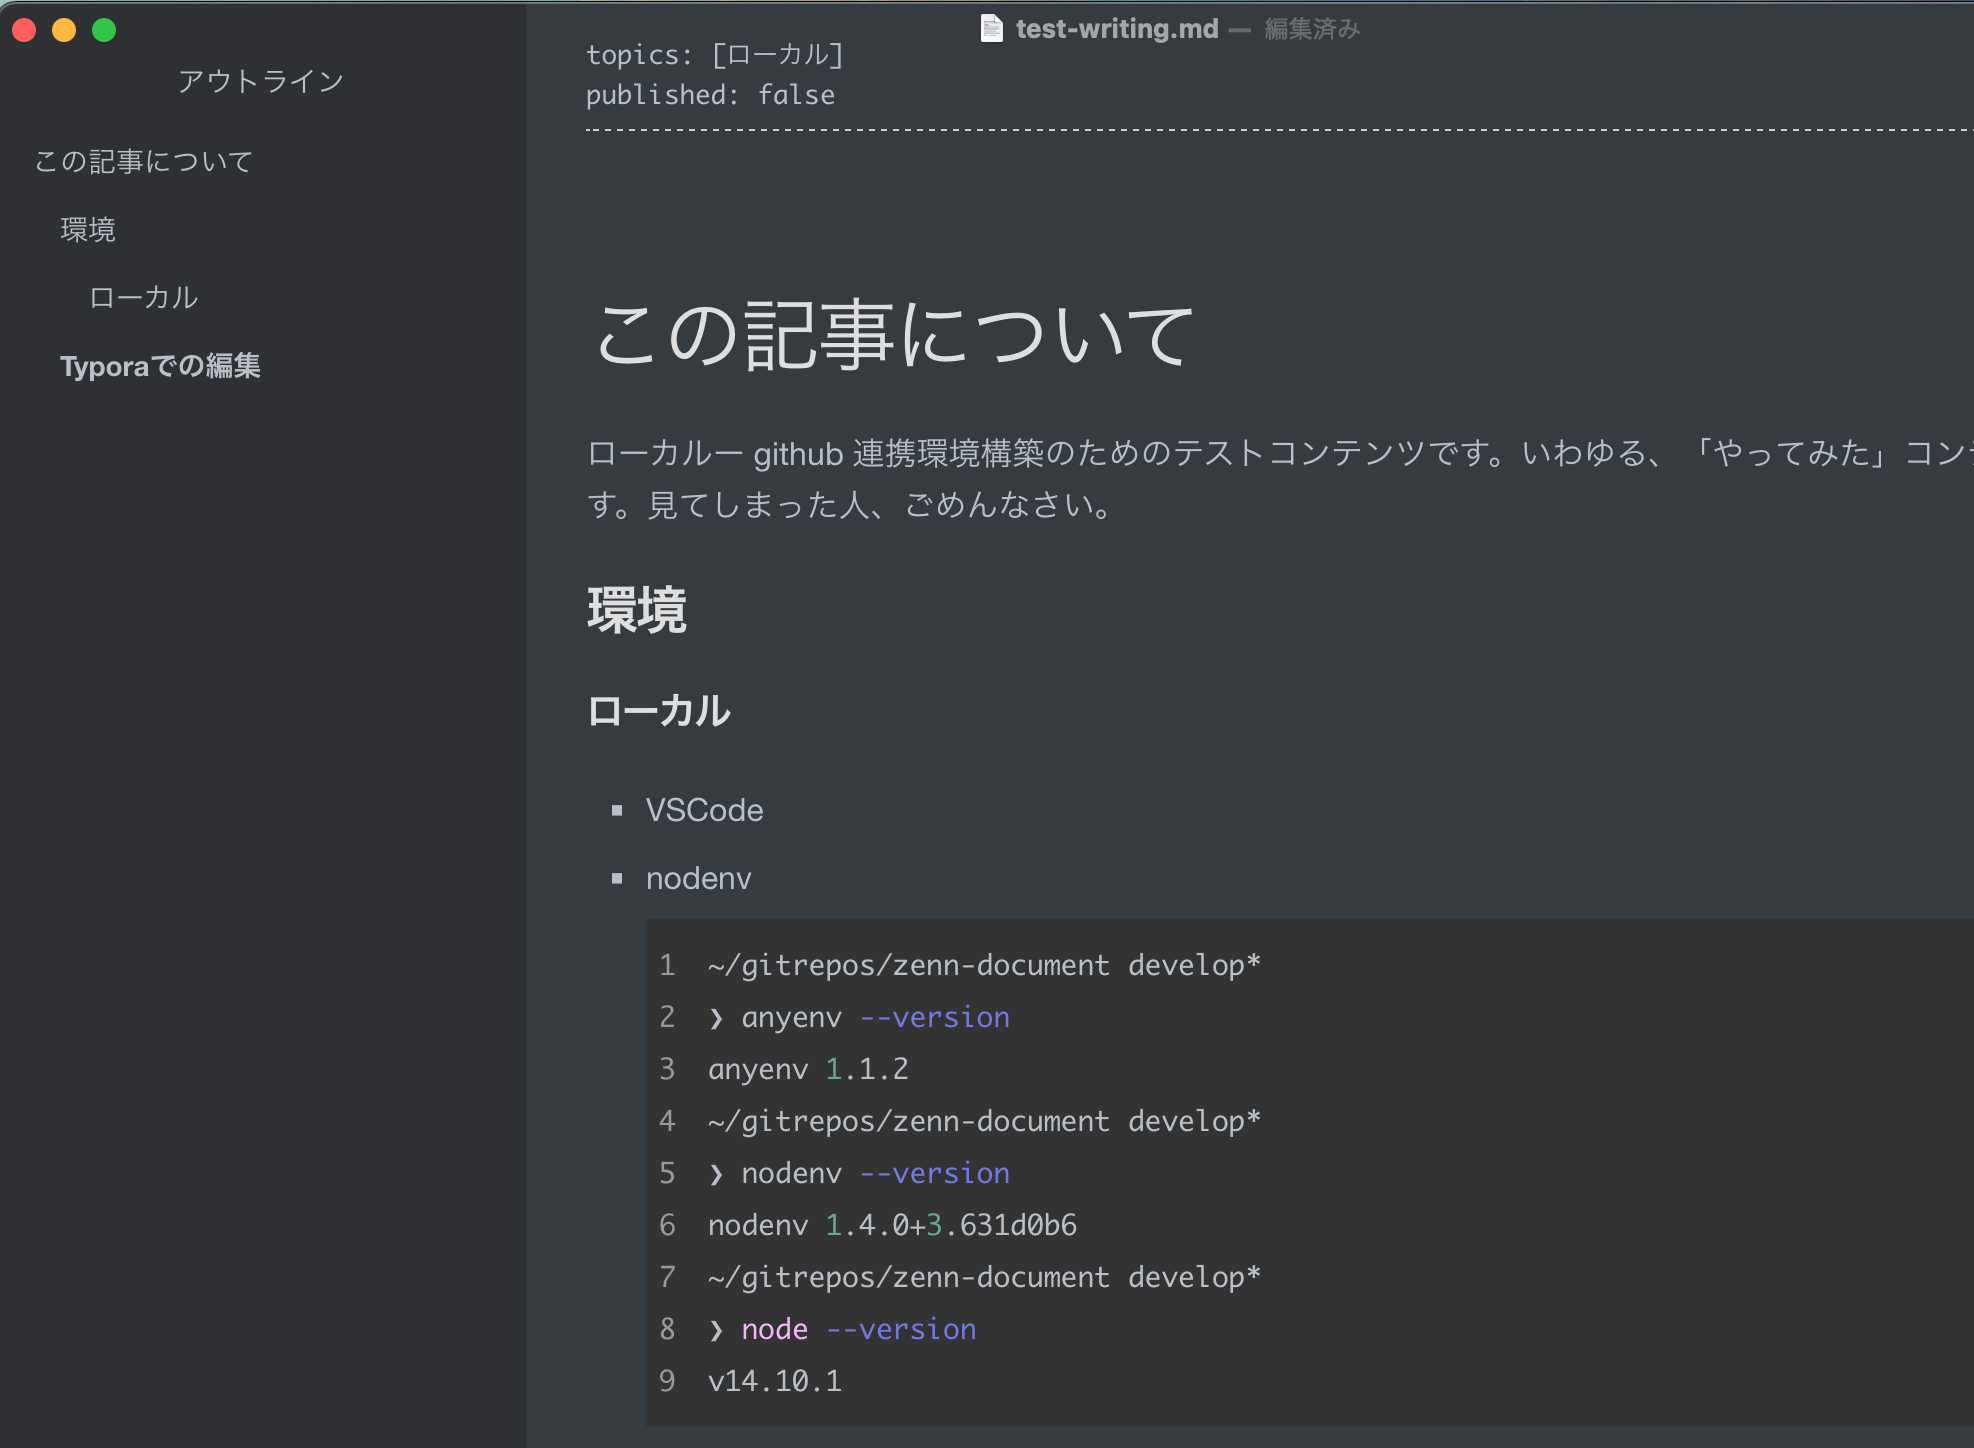 test-writing.md — 編集済み
アウトライン
この記事について
環境
ローカル
Typoraでの編集
topics: [ローカル]
published: false
この記事について
ローカルー github 連携環境構築のためのテストコンテンツです。いわゆる、「やってみた」コン
す。見てしまった人、ごめんなさい。
環境
ローカル
VSCode
nodenv
1 ~/gitrepos/zenn-document develop*
2 ❯ anyenv --version
3 anyenv 1.1.2
4 ~/gitrepos/zenn-document develop*
5 ❯ nodenv --version
6 nodenv 1.4.0+3.631d0b6
7 ~/gitrepos/zenn-document develop*
8 ❯ node --version
9 v14.10.1